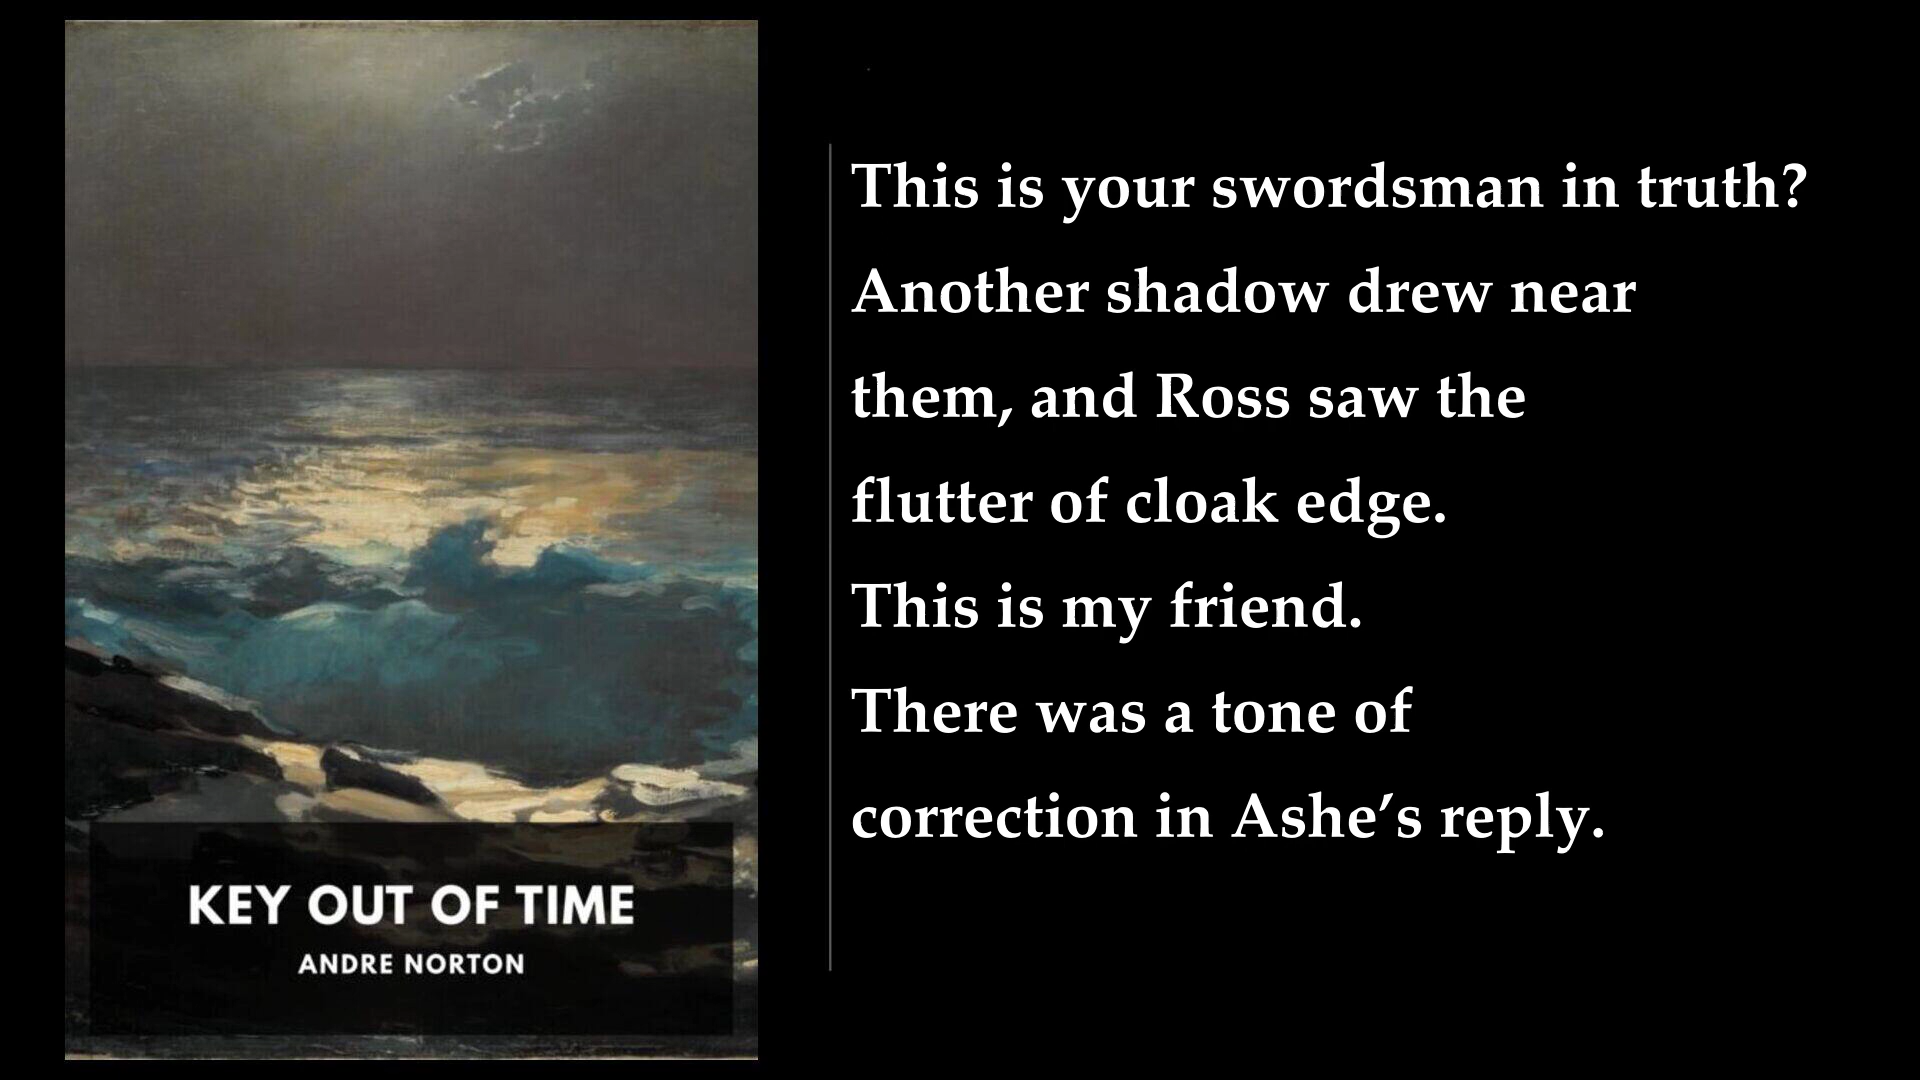 This is your swordsman in truth?
Another shadow drew near
them, and Ross saw the
flutter of cloak edge.
This is my friend.
There was a tone of
correction in Ashe’s reply.
KEY OUT OF TIME
ANDRE NORTON